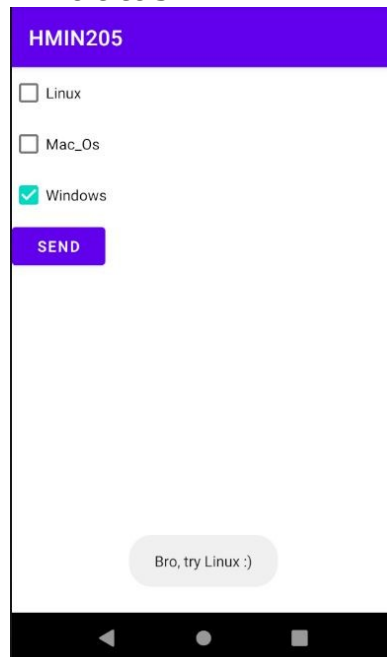 HMIN205
Linux
Mac_Os
Windows
SEND
Bro, try Linux :)